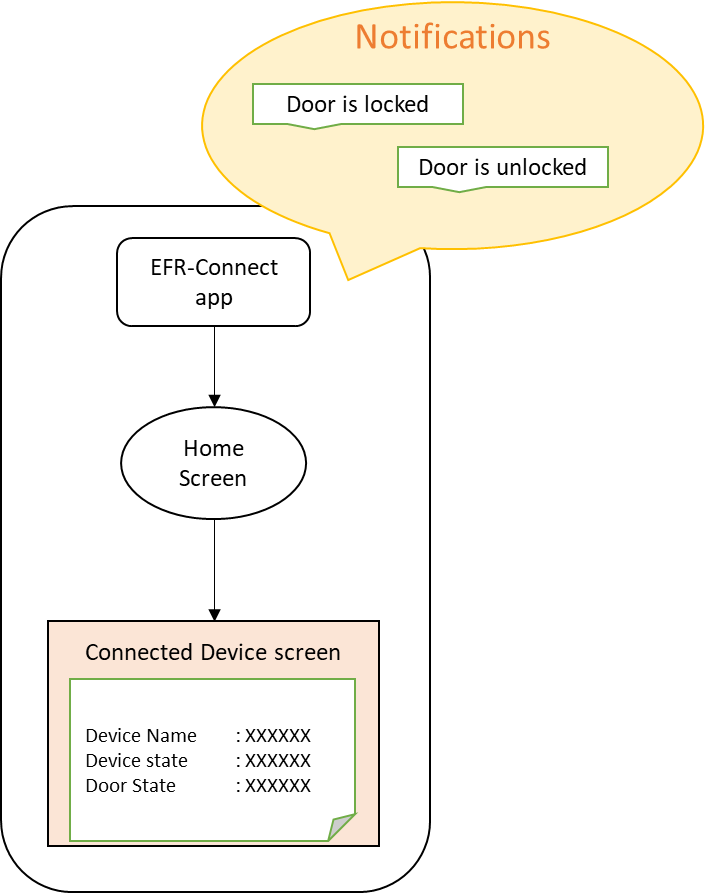 Notifications
Door is locked
Door is unlocked
EFR-Connect
app
Home
Screen
Connected Device screen
Device Name : XXXXXX
Device state : XXXXXX
Door State : XXXXXX